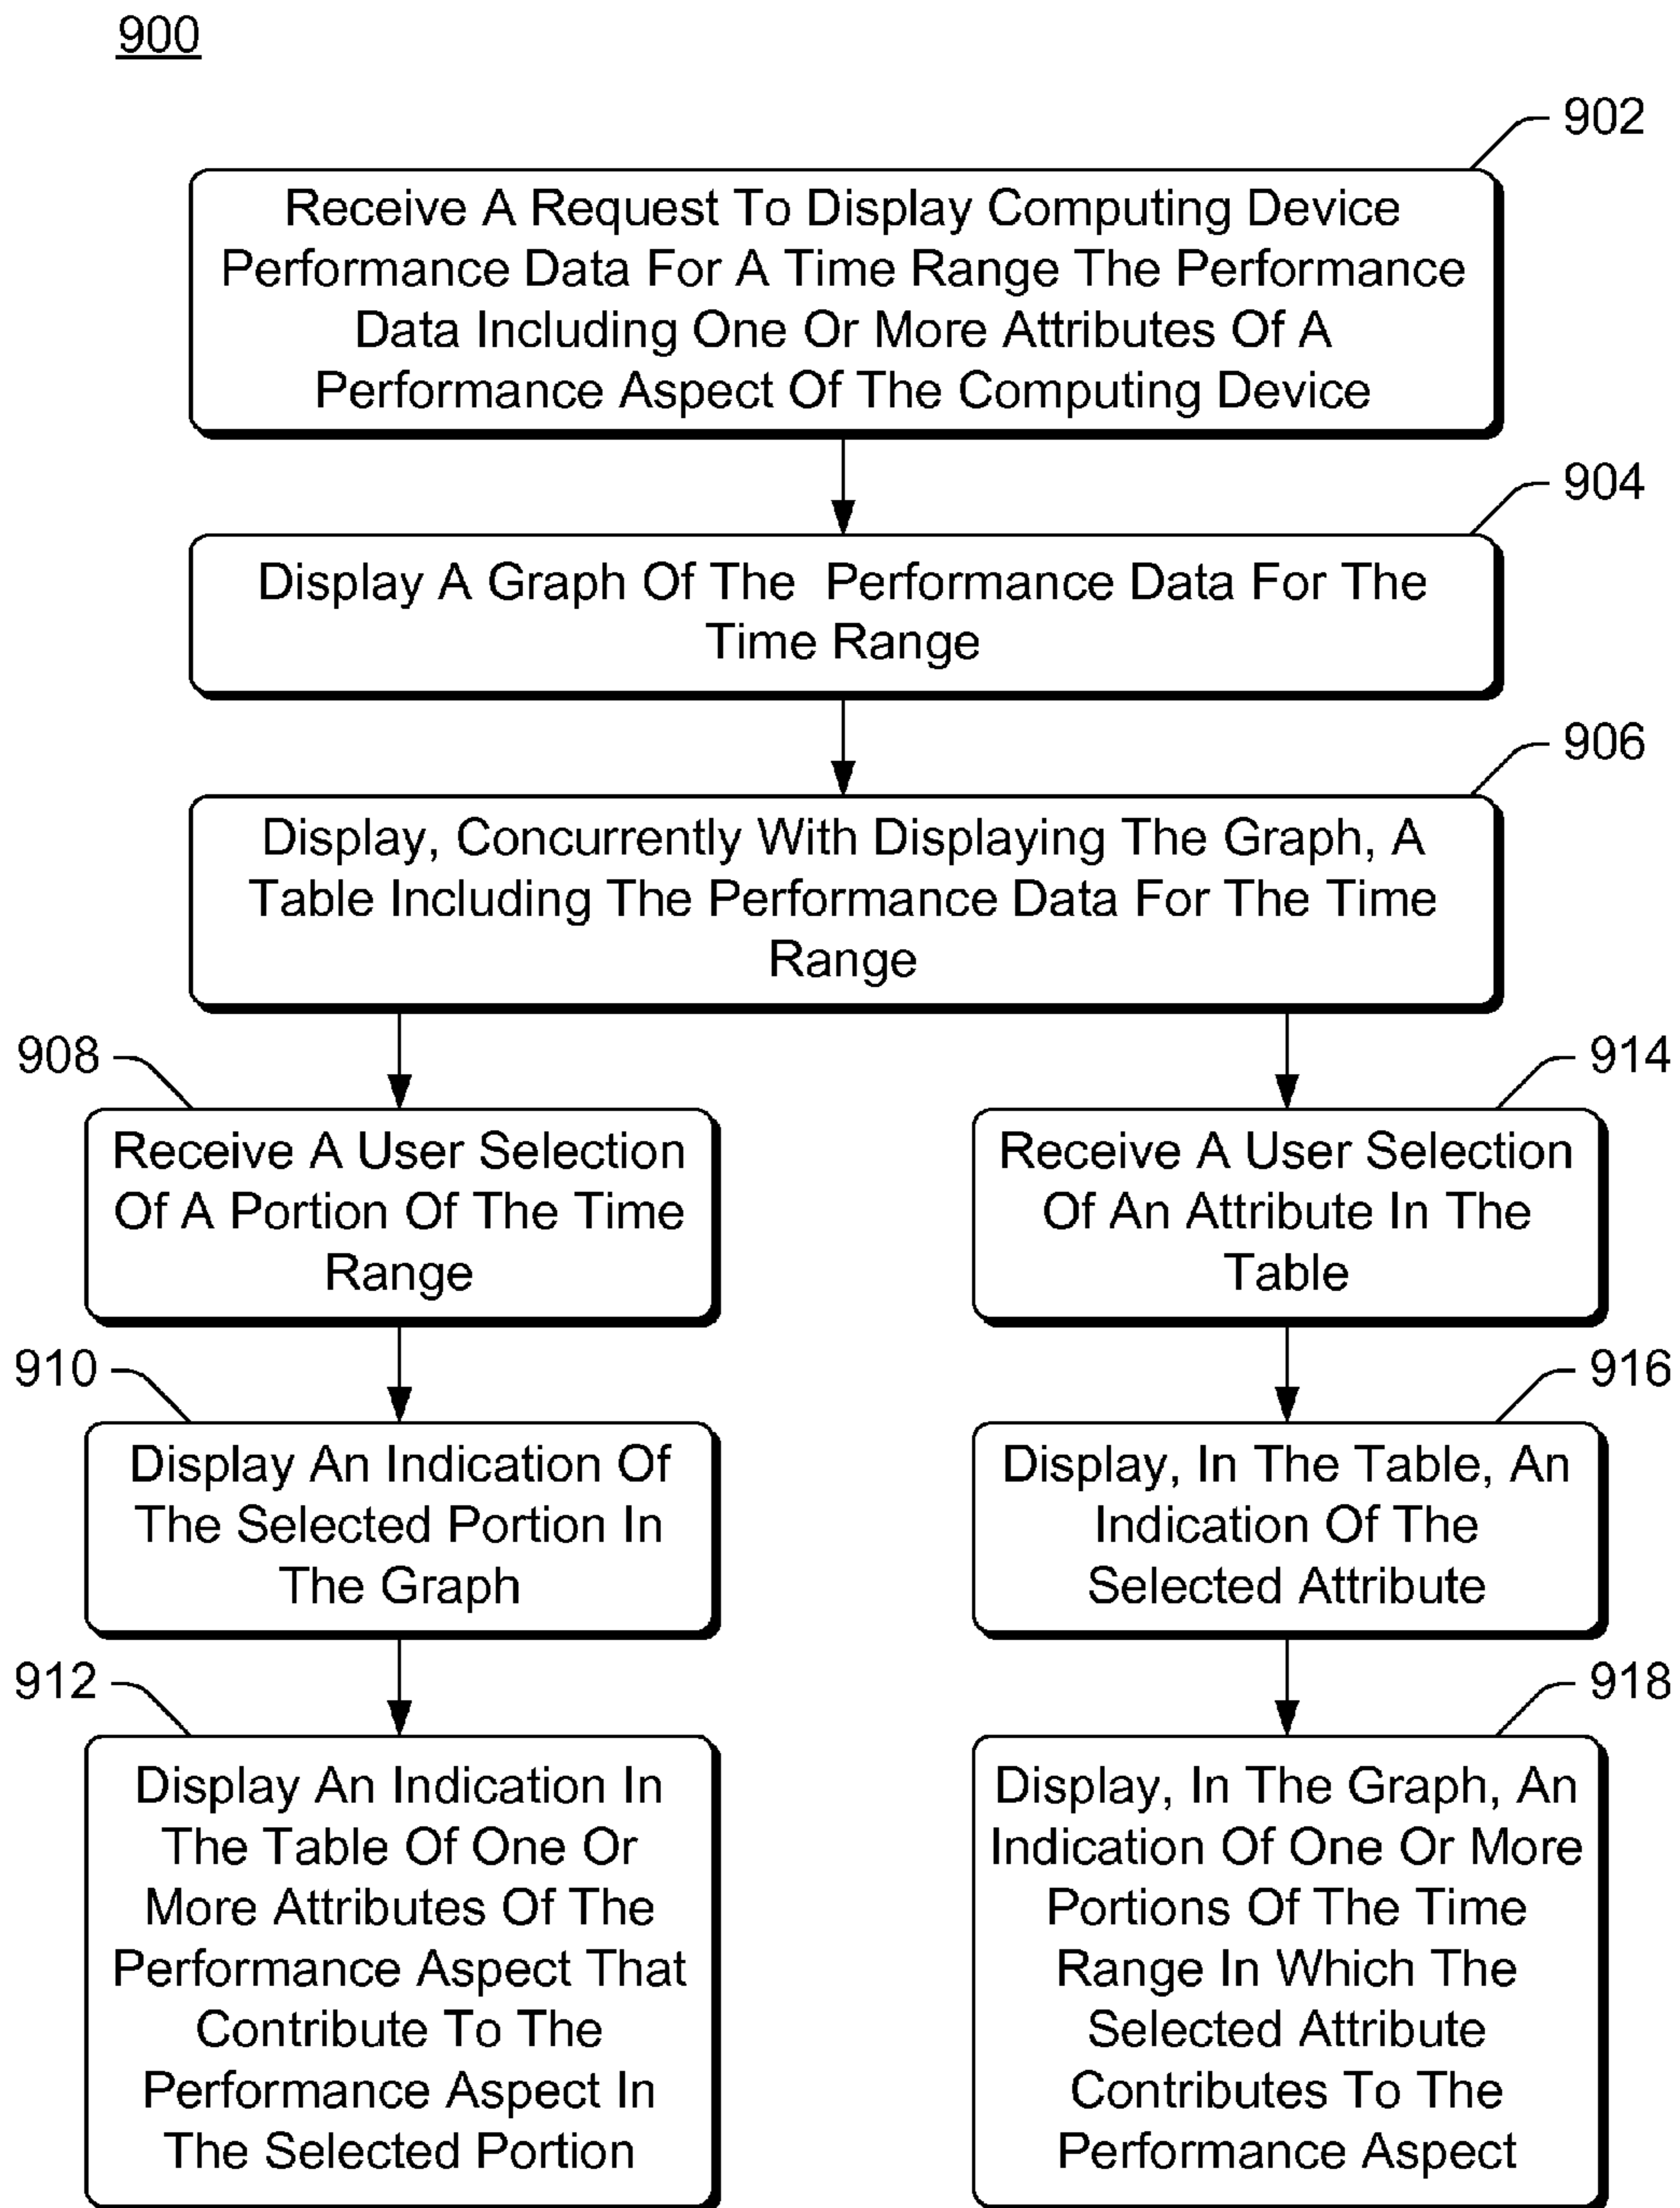 900
902
Receive A Request To Display Computing Device
Performance Data For A Time Range The Performance
Data Including One Or More Attributes Of A
Performance Aspect Of The Computing Device
904
Display A Graph Of The Performance Data For The
Time Range
906
Display, Concurrently With Displaying The Graph, A
Table Including The Performance Data For The Time
Range
908
Receive A User Selection
Of A Portion Of The Time
Range
910
Display An Indication Of
The Selected Portion In
The Graph
912
Display An Indication In
The Table Of One Or
More Attributes Of The
Performance Aspect That
Contribute To The
Performance Aspect In
The Selected Portion
914
Receive A User Selection
Of An Attribute In The
Table
916
Display, In The Table, An
Indication Of The
Selected Attribute
918
Display, In The Graph, An
Indication Of One Or More
Portions Of The Time
Range In Which The
Selected Attribute
Contributes To The
Performance Aspect